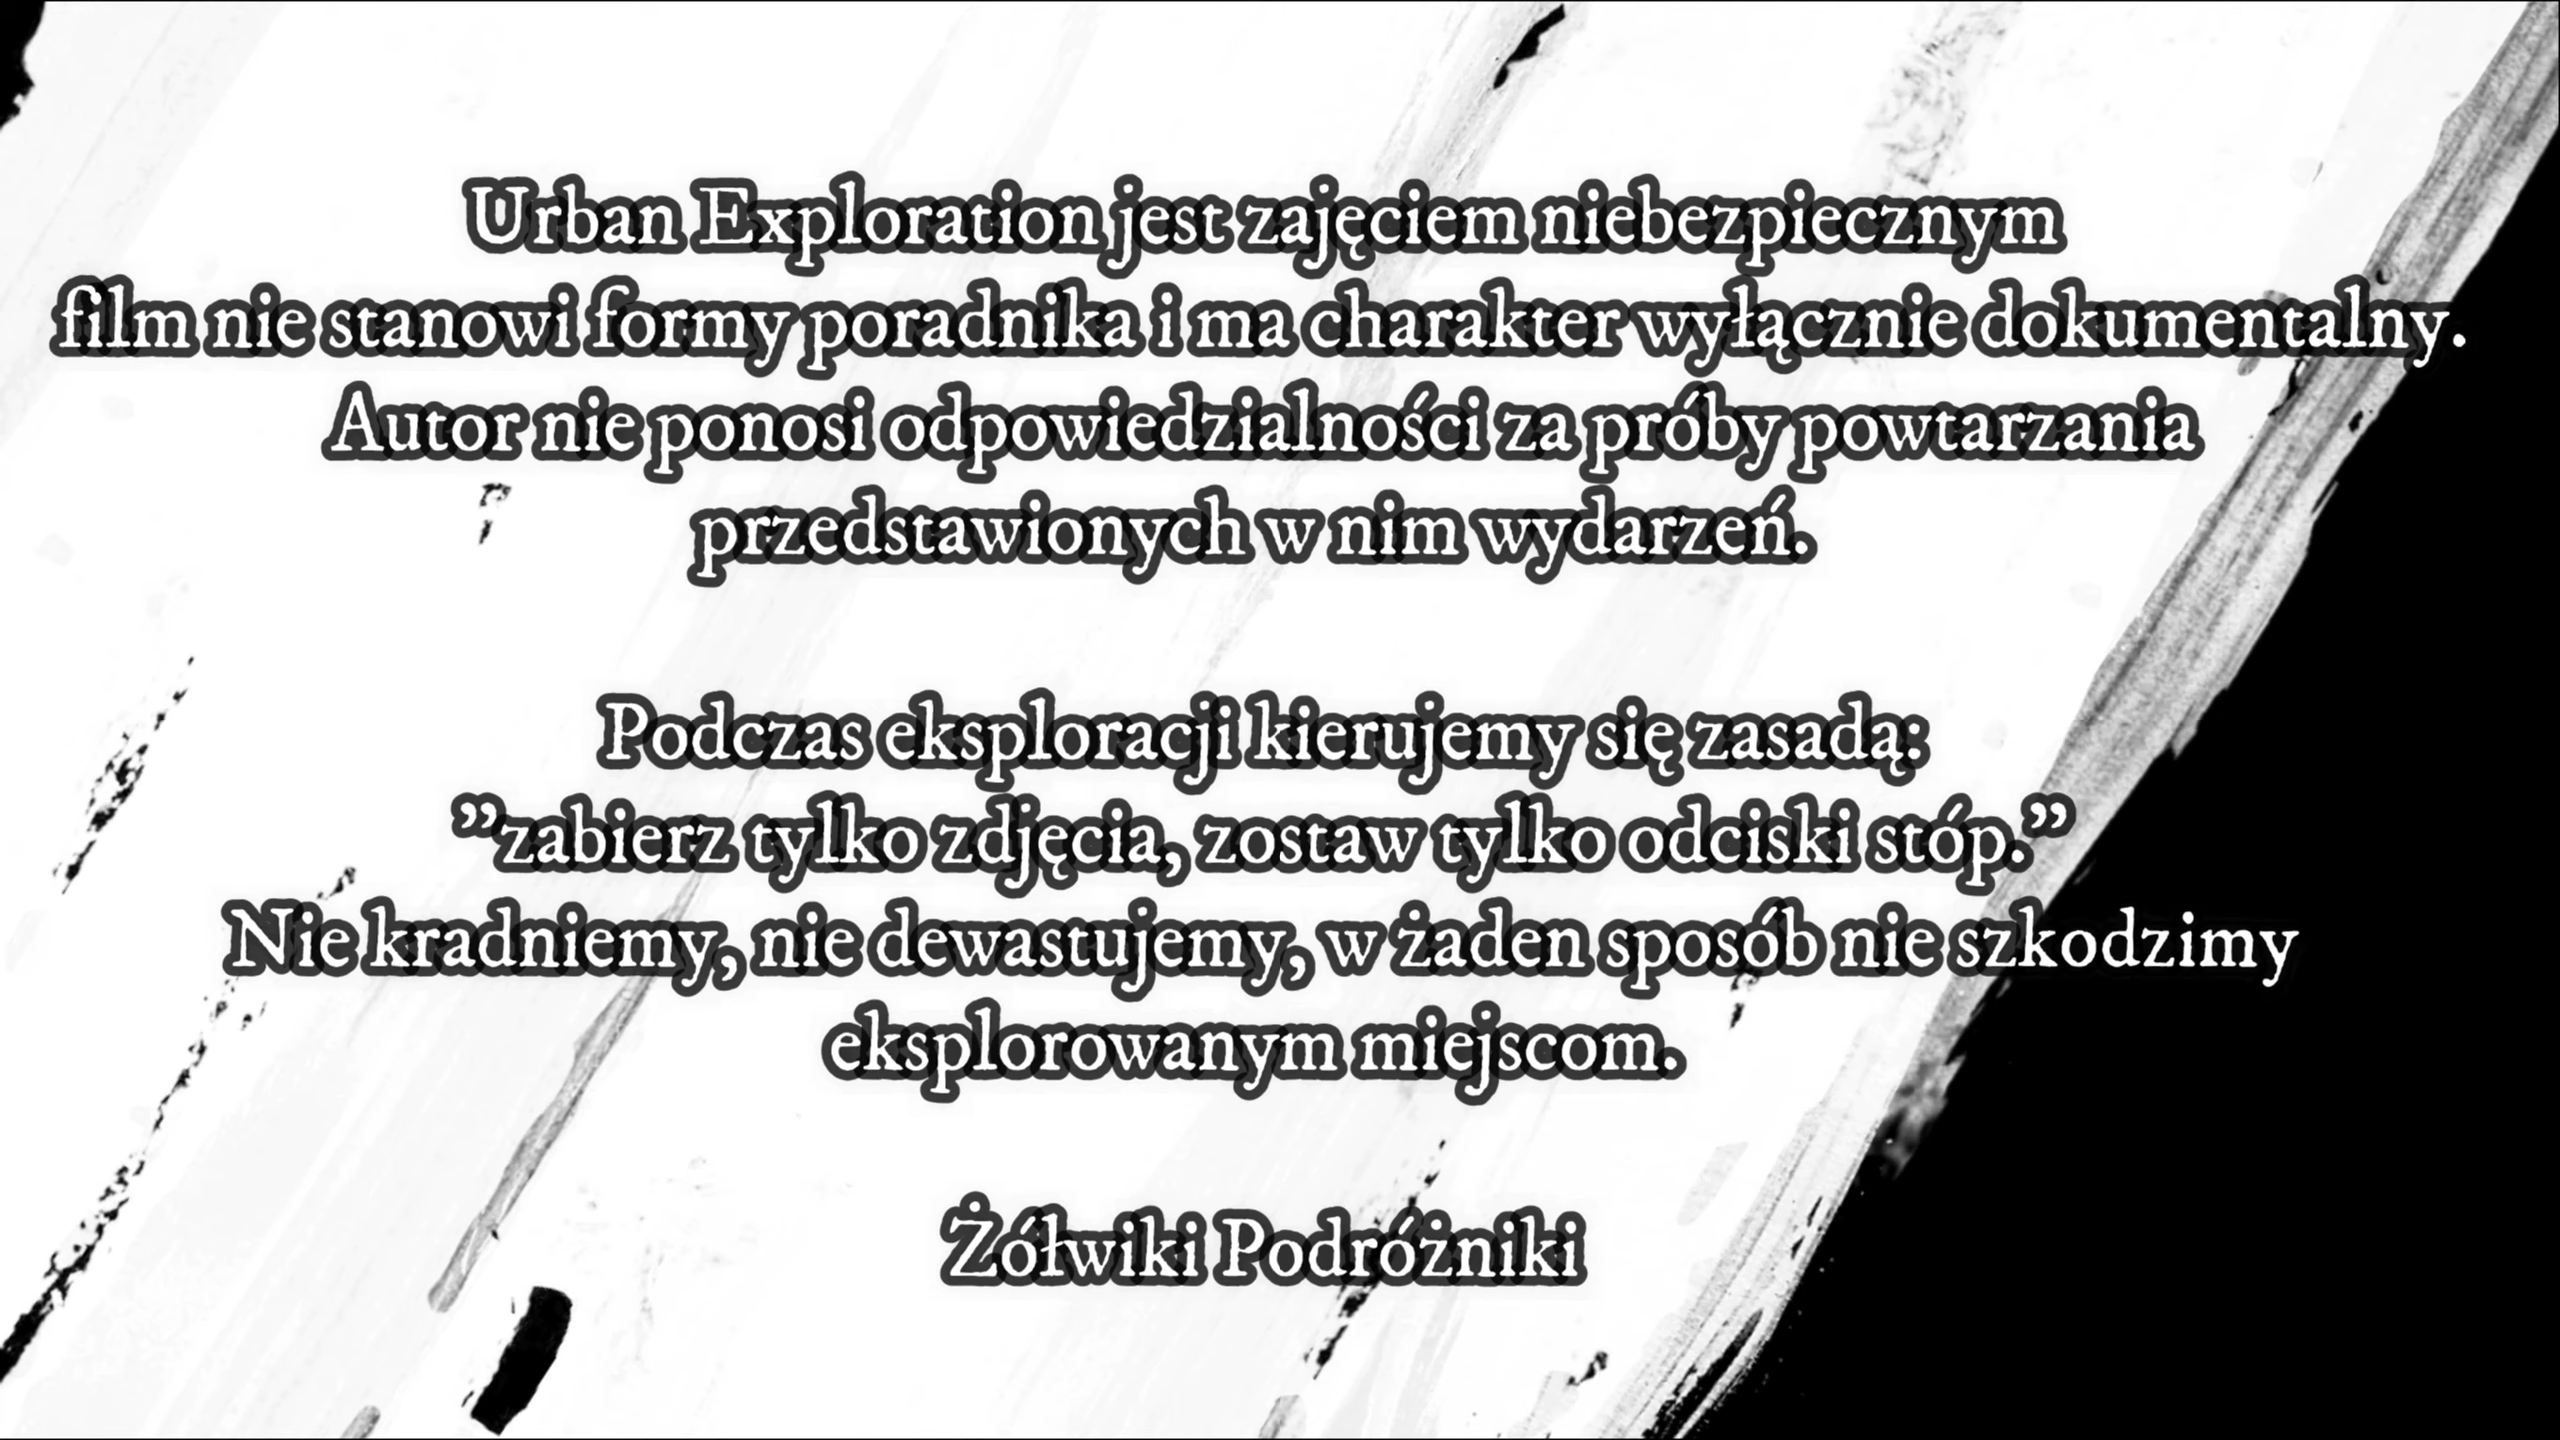 Urban Exploration jest zajęciem niebezpiecznym
film nie stanowi formy poradnika i ma charakter wyłącznie dokumentalny.
Autor nie ponosi odpowiedzialności za próby powtarzania
przedstawionych w nim wydarzeń.
Podczas eksploracji kierujemy się zasadą:
”zabierz tylko zdjęcia, zostaw tylko odciski stóp.”
Nie kradniemy, nie dewastujemy, w żaden sposób nie szkodzimy
eksplorowanym miejscom.
Żółwiki Podróżniki